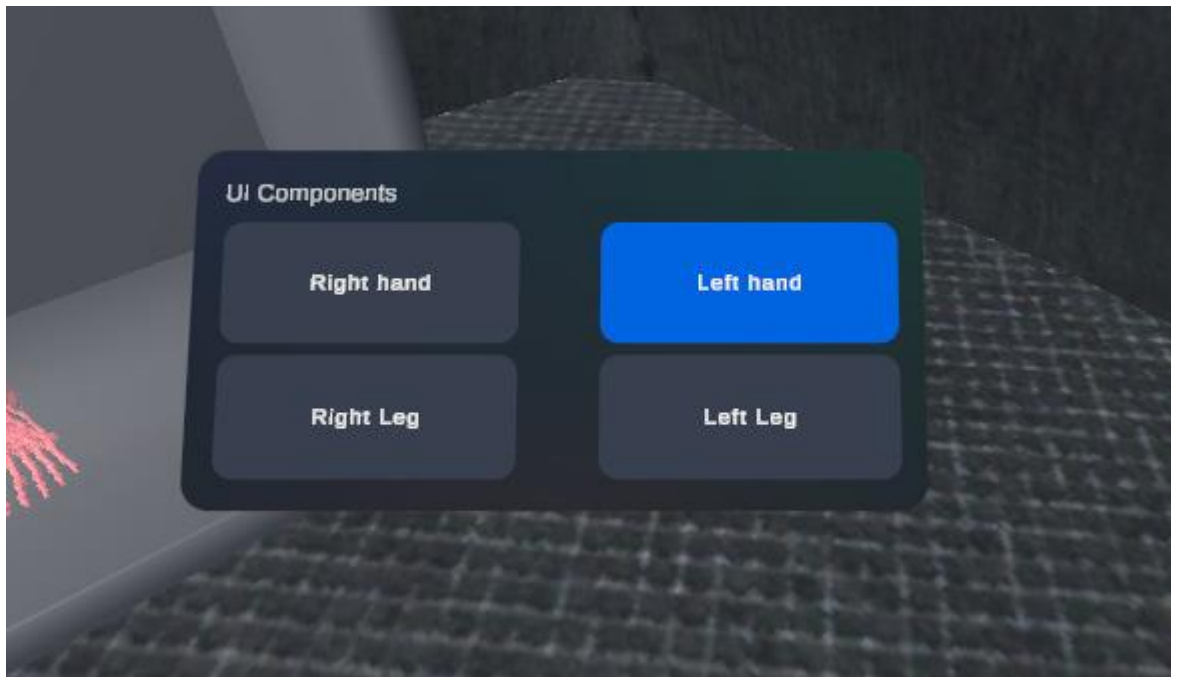 UI Components
Right hand
Left hand
Right Leg
Left Leg